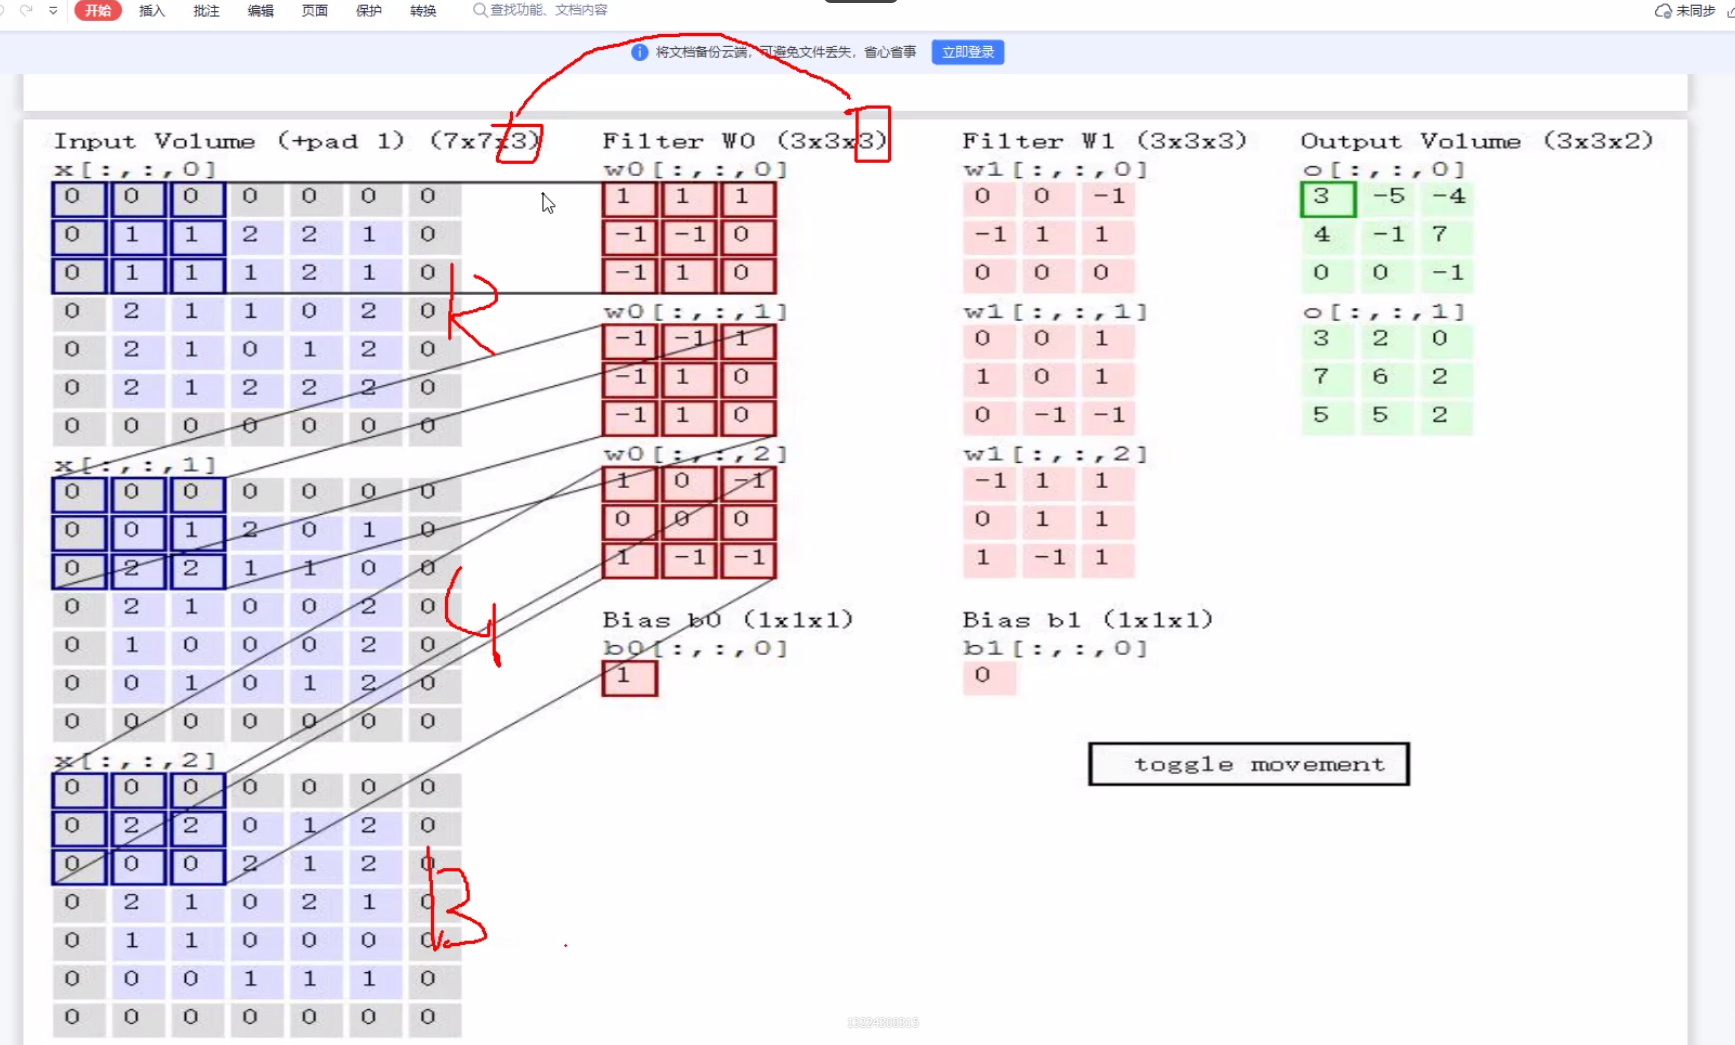 开始 插入 批注 编辑 页面 保护 转换 查找功能、文档内容 未同步
将文档备份云端，可避免文件丢失，省心省事 立即登录
Input Volume (+pad 1) (7x7x3) Filter W0 (3x3x3) Filter W1 (3x3x3) Output Volume (3x3x2)
x[:,:,0] w0[:,:,0] w1[:,:,0] o[:,:,0]
0 0 0 0 0 0 0 1 1 1 0 0 -1 3 -5 -4
0 1 1 2 2 1 0 -1 -1 0 -1 1 1 4 -1 7
0 1 1 1 2 1 0 -1 1 0 0 0 0 0 0 -1
R
0 2 1 1 0 2 0 w0[:,:,1] w1[:,:,1] o[:,:,1]
0 2 1 0 1 2 0 -1 -1 1 0 0 1 3 2 0
0 2 1 2 2 2 0 -1 1 0 1 0 1 7 6 2
0 0 0 0 0 0 0 -1 1 0 0 -1 -1 5 5 2
x[:,:,1] w0[:,:,2] w1[:,:,2]
0 0 0 0 0 0 0 1 0 -1 -1 1 1
0 0 1 2 0 1 0 0 0 0 0 1 1
0 2 2 1 1 0 0 1 -1 -1 1 -1 1
G
0 2 1 0 0 2 0 Bias b0 (1x1x1) Bias b1 (1x1x1)
0 1 0 0 0 2 0 b0[:,:,0] b1[:,:,0]
0 0 1 0 1 2 0 1 0
0 0 0 0 0 0 0
x[:,:,2] toggle movement
0 0 0 0 0 0 0
0 2 2 0 1 2 0
0 0 0 2 1 2 0
B
0 2 1 0 2 1 0
0 1 1 0 0 0 0
0 0 0 1 1 1 0
0 0 0 0 0 0 0